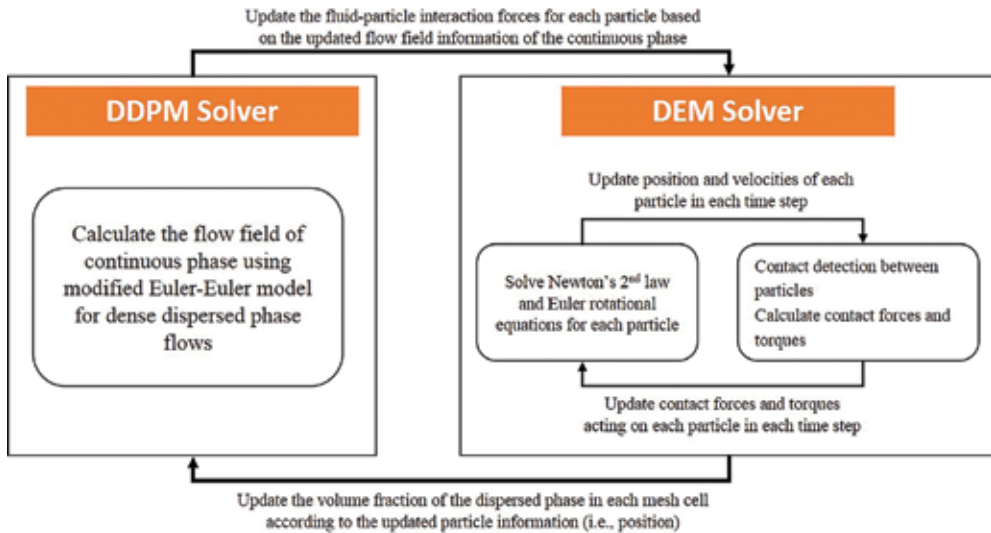 Update the fluid-particle interaction forces for each particle based
on the updated flow field information of the continuous phase
DDPM Solver
Calculate the flow field of
continuous phase using
modified Euler-Euler model
for dense dispersed phase
flows
DEM Solver
Update position and velocities of each
particle in each time step
Solve Newton's 2nd law
and Euler rotational
equations for each particle
Contact detection between
particles
Calculate contact forces and
torques
Update contact forces and torques
acting on each particle in each time step
Update the volume fraction of the dispersed phase in each mesh cell
according to the updated particle information (i.e., position)